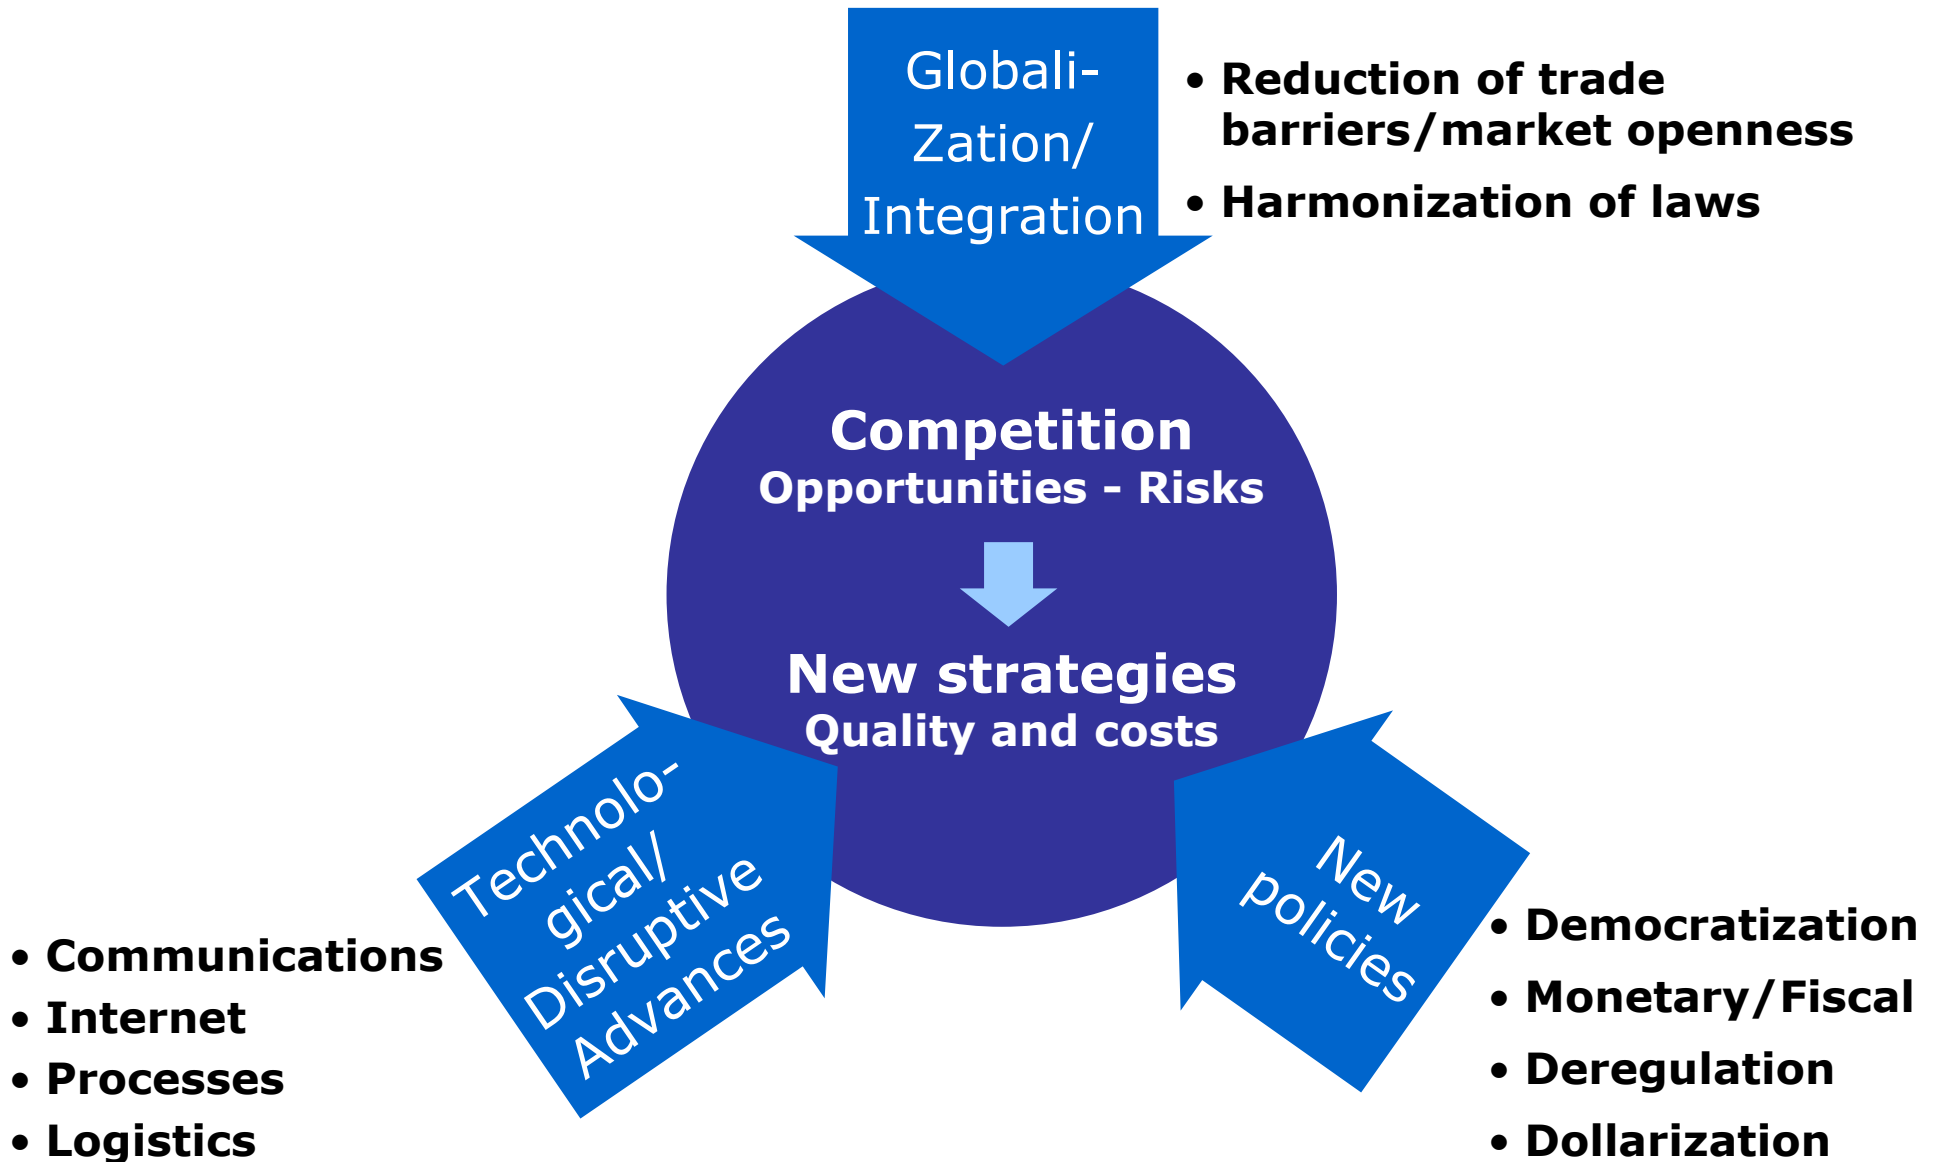 Globali-
Zation/
Integration
• Reduction of trade
barriers/market openness
• Harmonization of laws
Competition
Opportunities - Risks
New strategies
Quality and costs
Technolo-
gical/
Disruptive
Advances
• Communications
• Internet
• Processes
• Logistics
New
policies
• Democratization
• Monetary/Fiscal
• Deregulation
• Dollarization